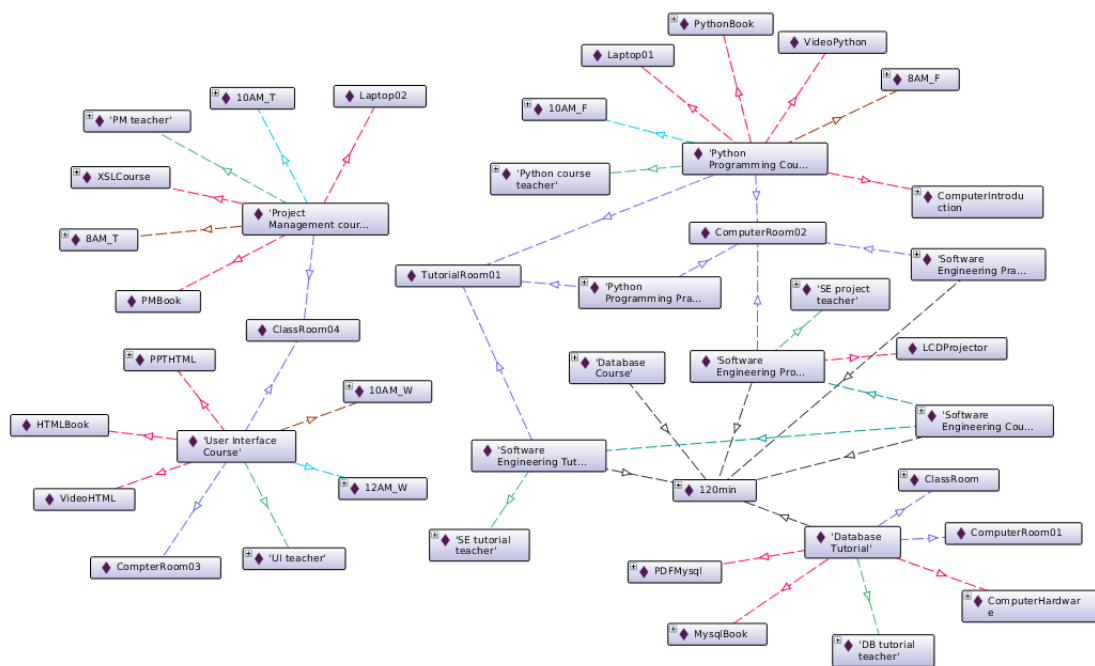 PythonBook
VideoPython
Laptop01
8AM_F
10AM_T
Laptop02
10AM_F
'PM teacher'
'Python
Programming Cou...
XSLCourse
'Python course
teacher'
ComputerIntrodu
ction
'Project
Management cour...
8AM_T
ComputerRoom02
TutorialRoom01
'Software
Engineering Pra...
'Python
Programming Pra...
'SE project
teacher'
PMBook
ClassRoom04
LCDProjector
PPTHTML
'Database
Course'
'Software
Engineering Pro...
10AM_W
HTMLBook
'Software
Engineering Cou...
'User Interface
Course'
'Software
Engineering Tut...
ClassRoom
VideoHTML
12AM_W
120min
ComputerRoom01
'Database
Tutorial'
'SE tutorial
teacher'
CompterRoom03
'UI teacher'
PDFMysql
ComputerHardwar
e
MysqlBook
'DB tutorial
teacher'